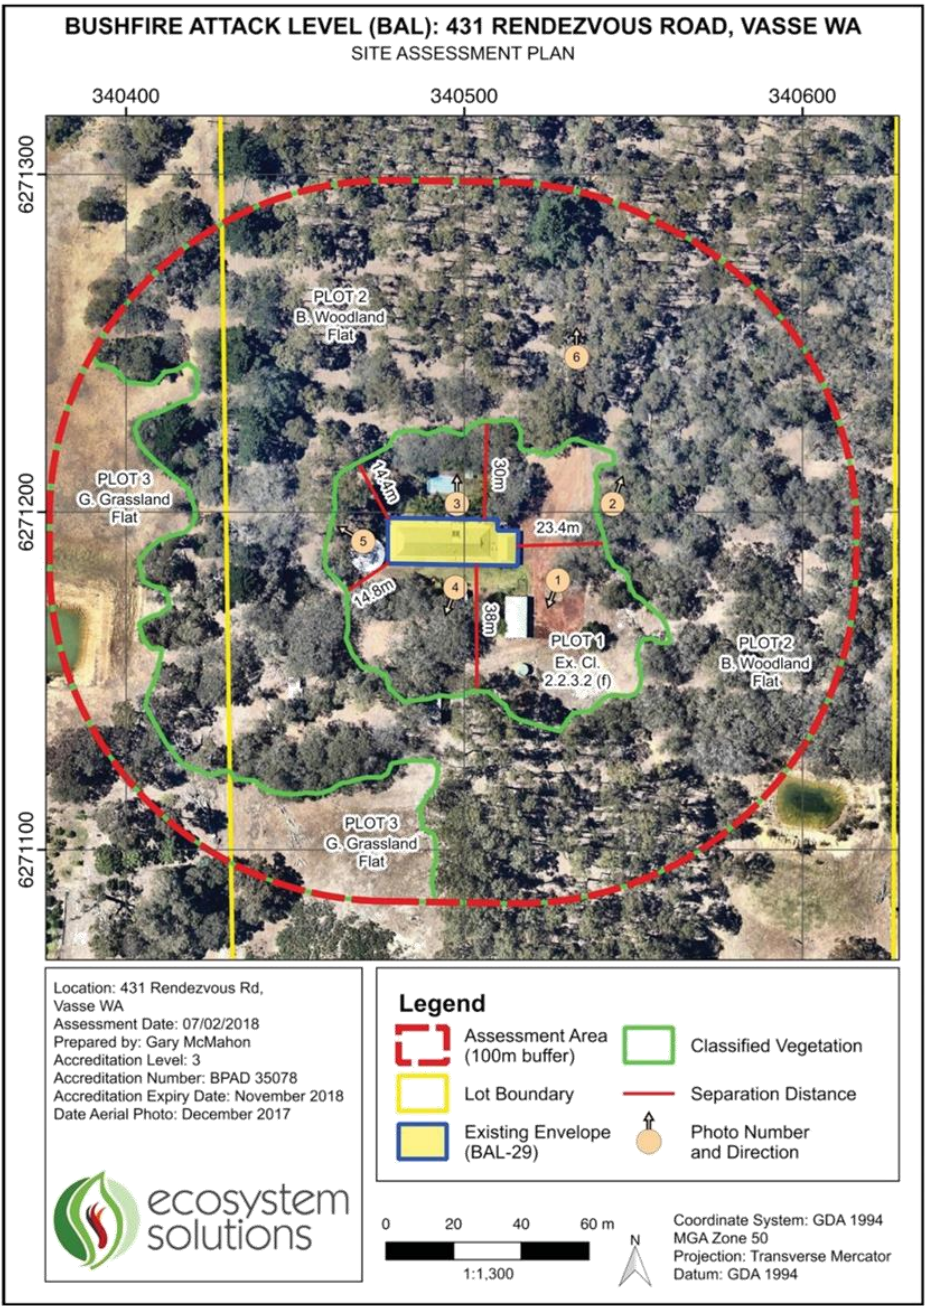 BUSHFIRE ATTACK LEVEL (BAL): 431 RENDEZVOUS ROAD, VASSE WA
SITE ASSESSMENT PLAN
340400
340500
340600
6271300
6271200
6271100
PLOT 2
B. Woodland
Flat
6
PLOT 3
G. Grassland
Flat
14.4m
30m
3
2
5
23.4m
14.8m
4
38m
1
PLOT 1
Ex. Cl.
2.2.3.2 (f)
PLOT 2
B. Woodland
Flat
PLOT 3
G. Grassland
Flat
Location: 431 Rendezvous Rd,
Vasse WA
Assessment Date: 07/02/2018
Prepared by: Gary McMahon
Accreditation Level: 3
Accreditation Number: BPAD 35078
Accreditation Expiry Date: November 2018
Date Aerial Photo: December 2017
ecosystem
solutions
Legend
Assessment Area
(100m buffer)
Lot Boundary
Existing Envelope
(BAL-29)
Classified Vegetation
Separation Distance
Photo Number
and Direction
0 20 40 60 m
1:1,300
N
Coordinate System: GDA 1994
MGA Zone 50
Projection: Transverse Mercator
Datum: GDA 1994